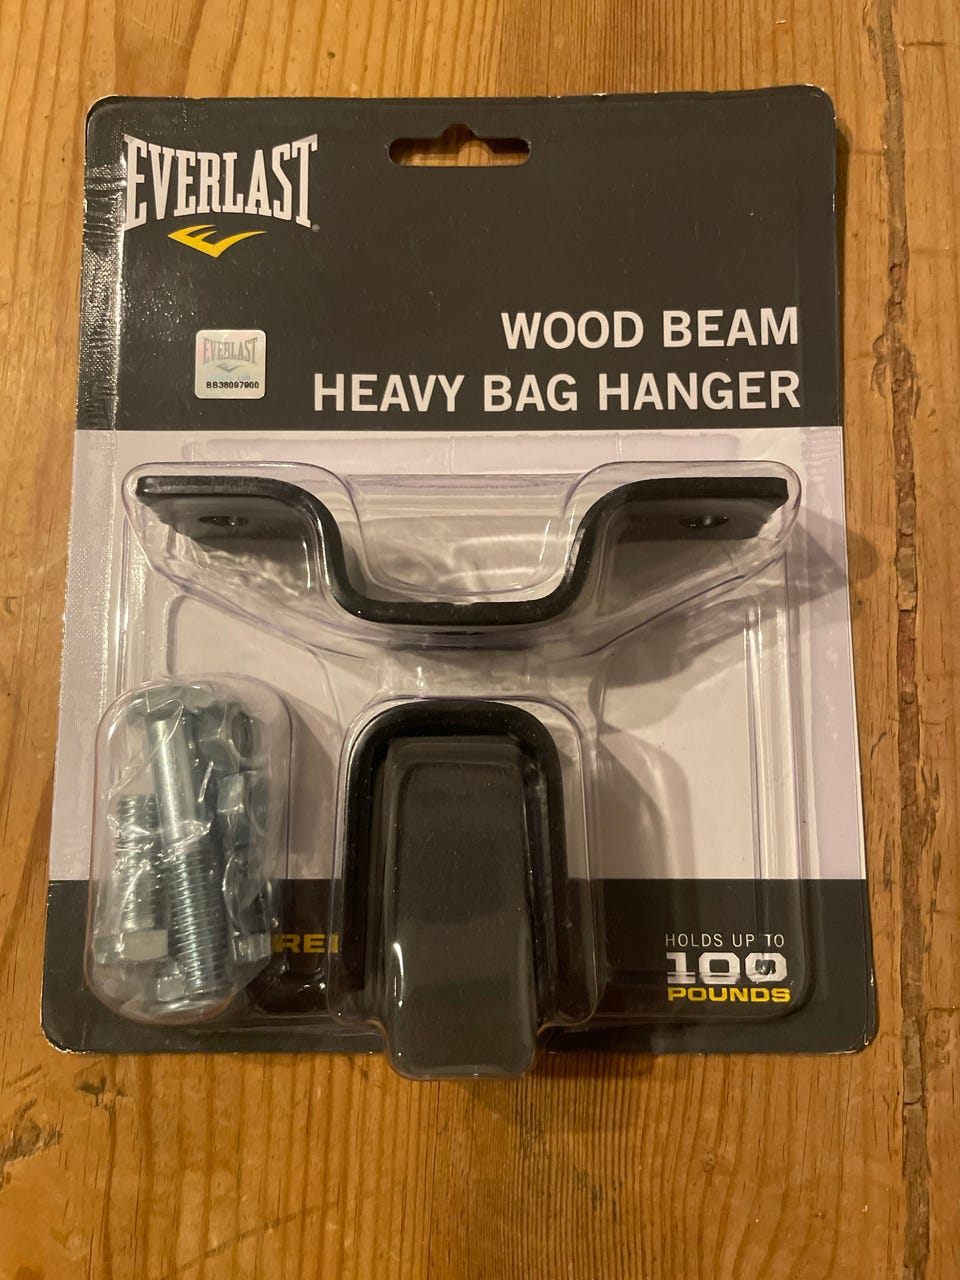 EVERLAST
WOOD BEAM
HEAVY BAG HANGER
EVERLAST
BB38097900
HOLDS UP TO
100
POUNDS